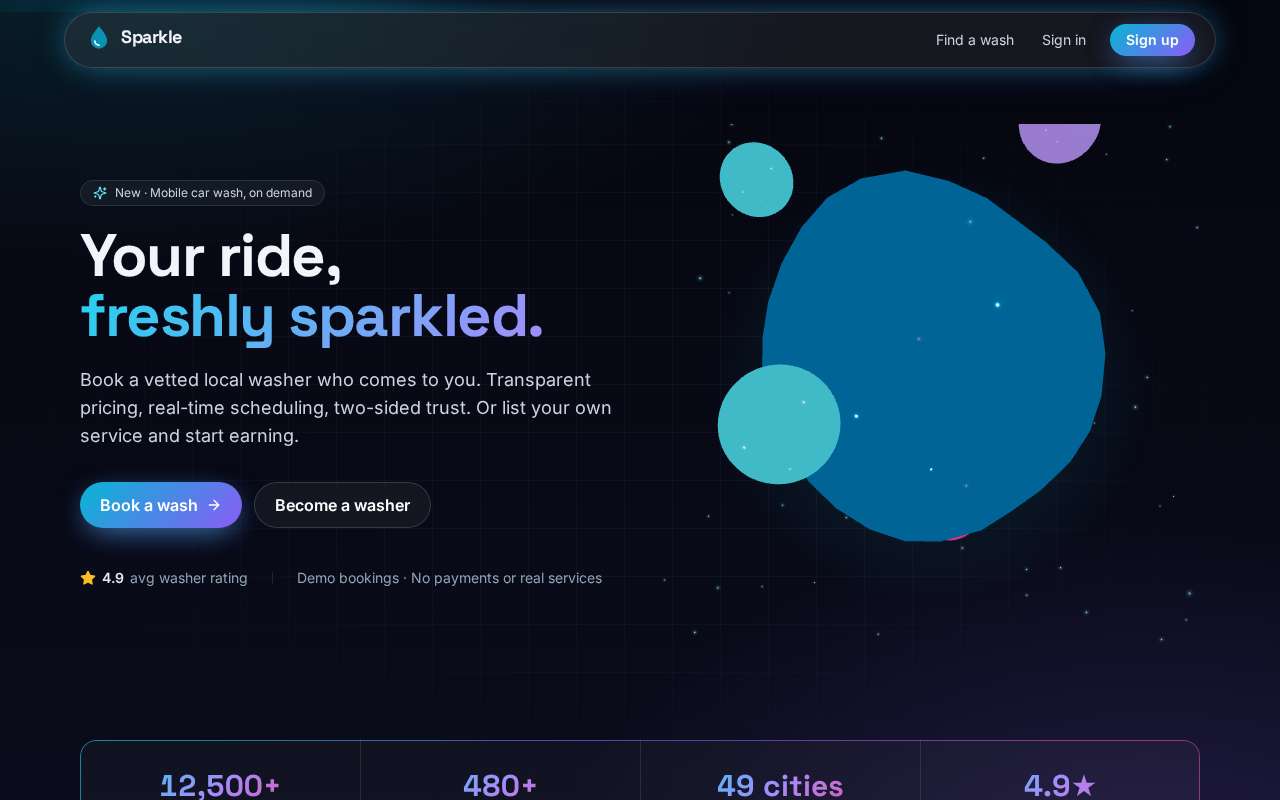 Sparkle
Find a wash
Sign in
Sign up
New · Mobile car wash, on demand
Your ride,
freshly sparkled.
Book a vetted local washer who comes to you. Transparent
pricing, real-time scheduling, two-sided trust. Or list your own
service and start earning.
Book a wash →
Become a washer
⭐ 4.9 avg washer rating
Demo bookings · No payments or real services
12,500+
480+
49 cities
4.9★